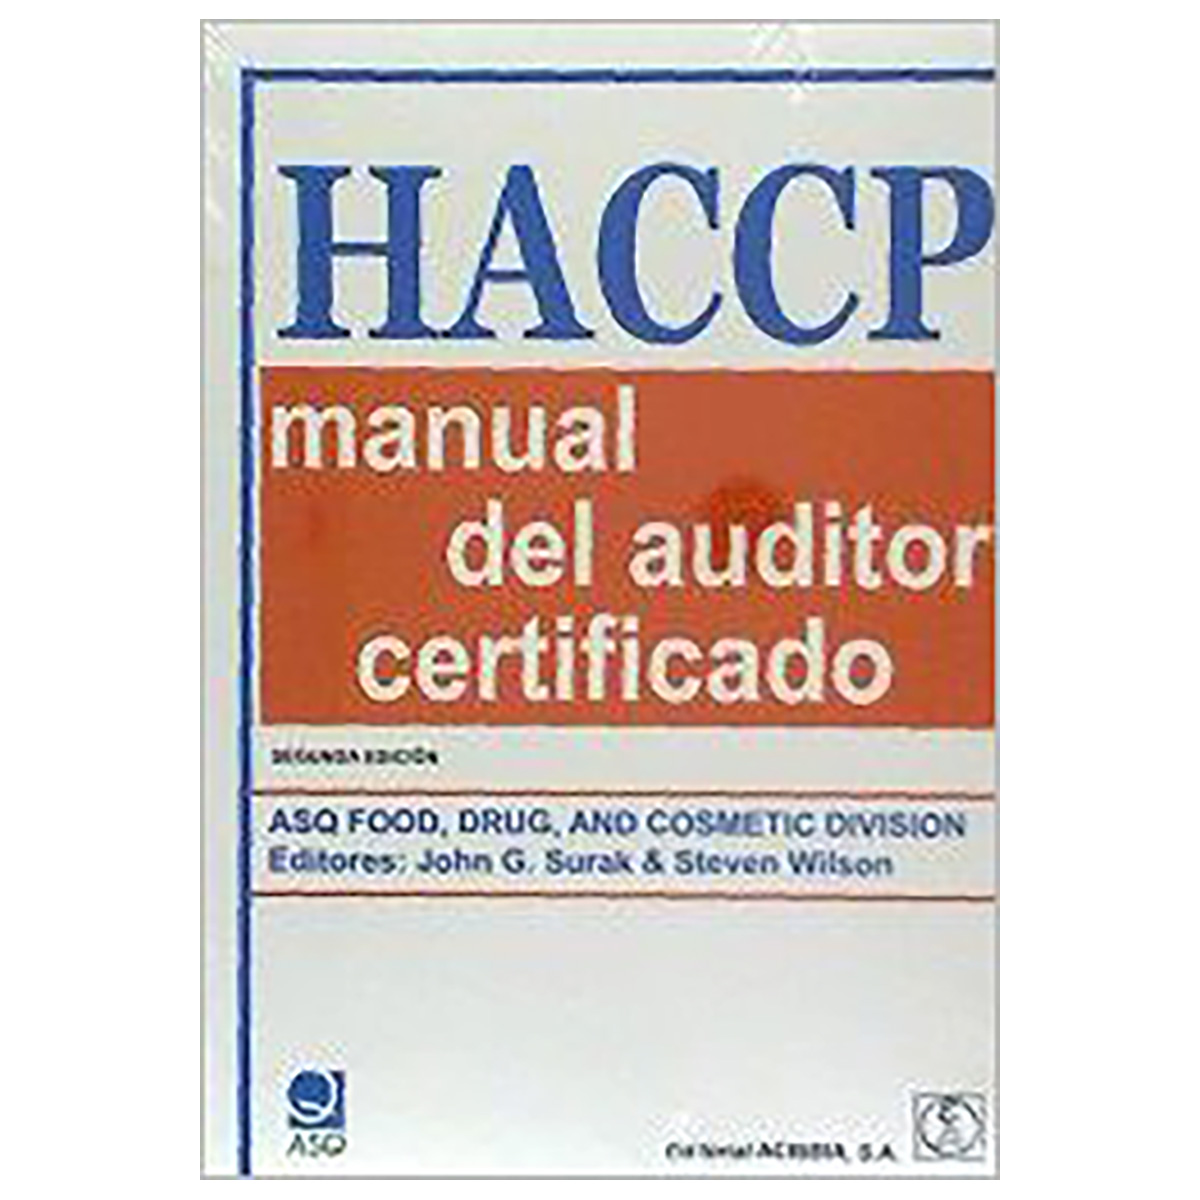 HACCP
manual
del auditor
certificado
SEGUNDA EDICIÓN
ASQ FOOD, DRUG, AND COSMETIC DIVISION
Editores: John G. Surak & Steven Wilson
ASQ
Editorial ACRIBIA, S.A.